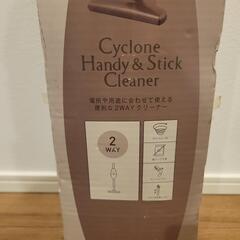 Cyclone
Handy & Stick
Cleaner
場所や用途に合わせて使える
便利な2WAYクリーナー
2
WAY